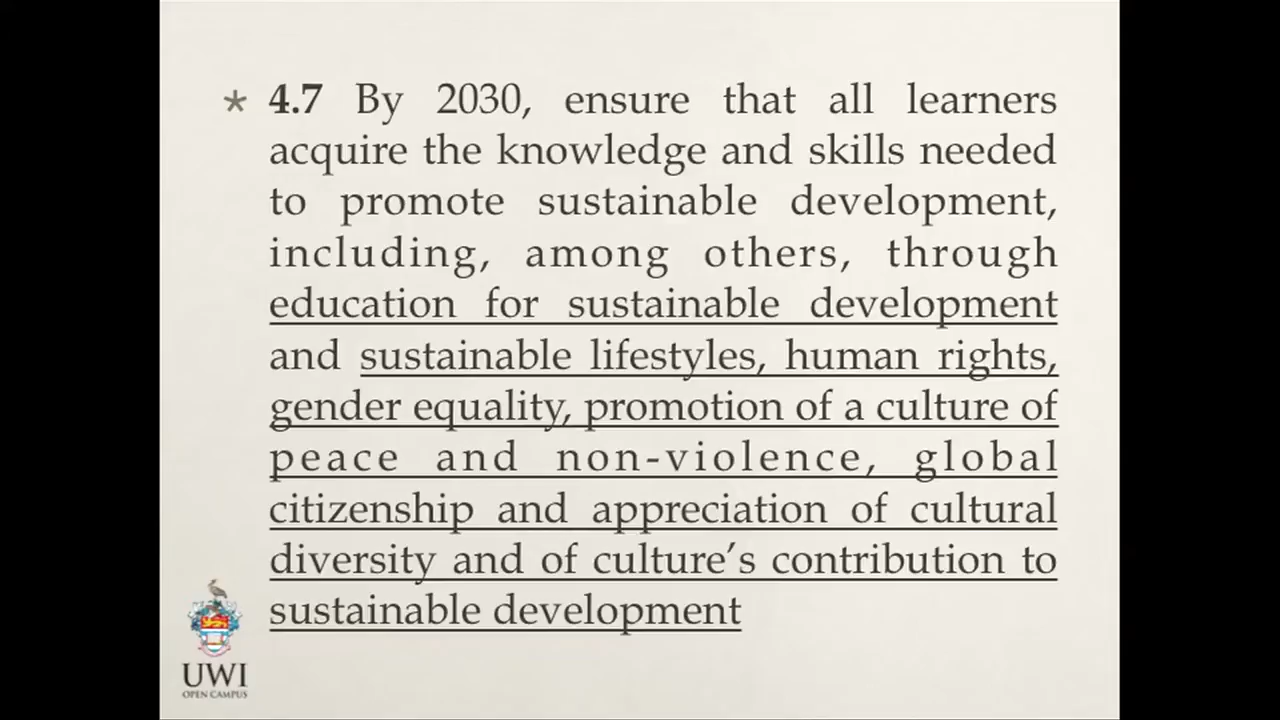 * 4.7 By 2030, ensure that all learners
acquire the knowledge and skills needed
to promote sustainable development,
including, among others, through
education for sustainable development
and sustainable lifestyles, human rights,
gender equality, promotion of a culture of
peace and non-violence, global
citizenship and appreciation of cultural
diversity and of culture’s contribution to
sustainable development
UWI
OPEN CAMPUS